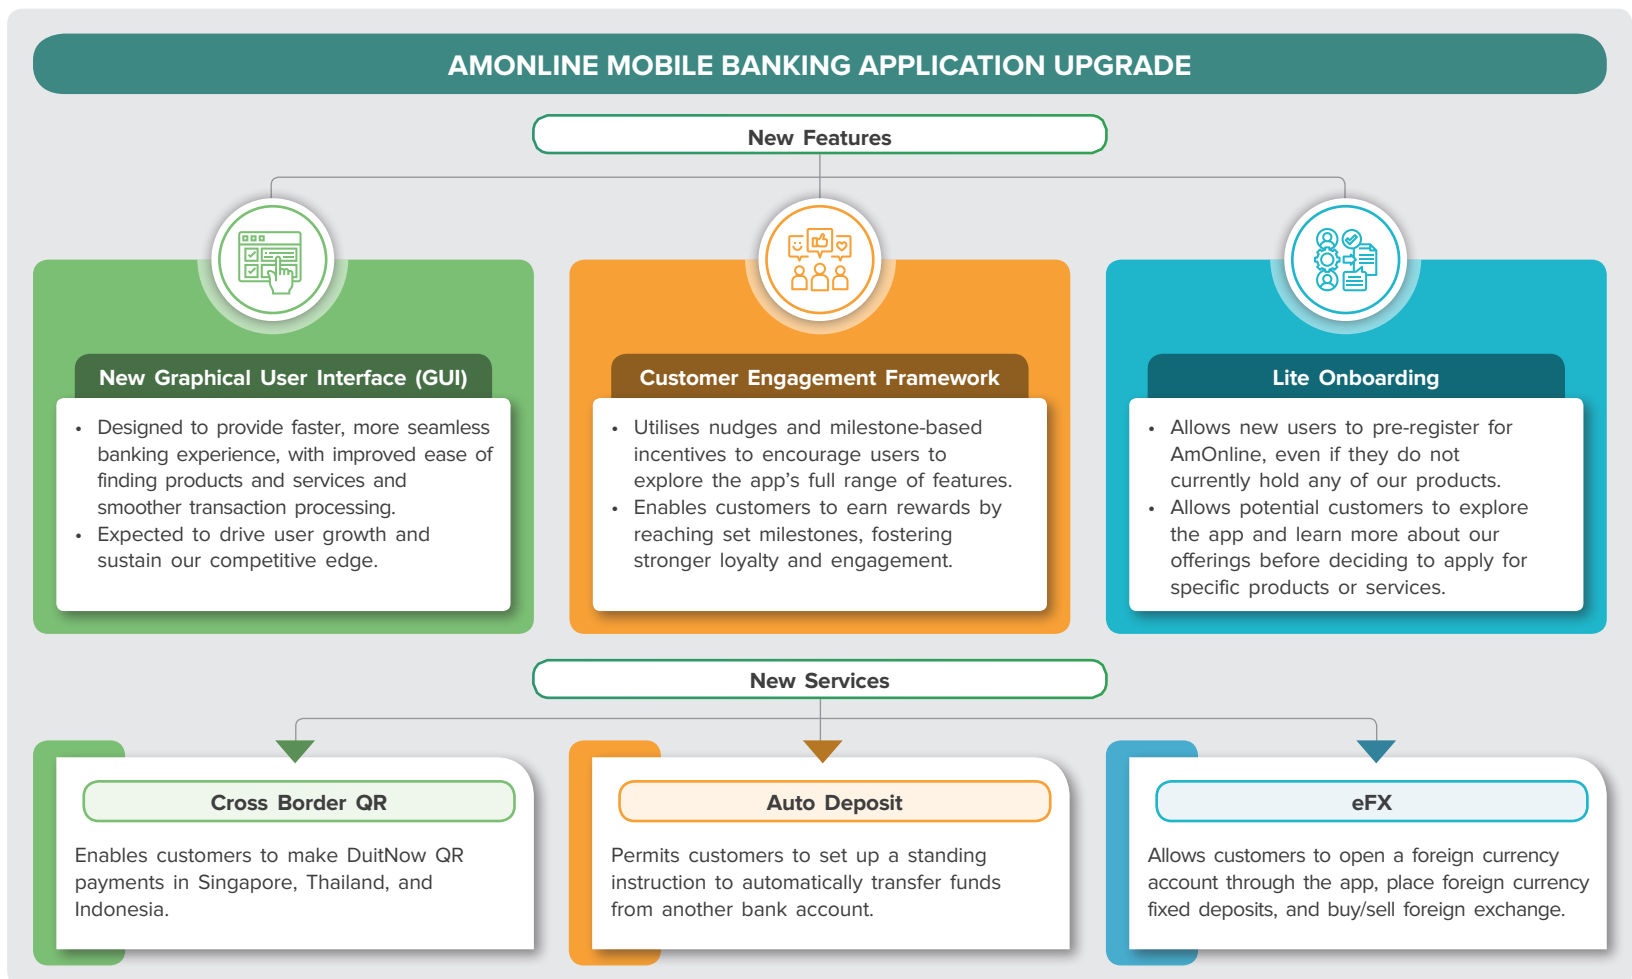 AMONLINE MOBILE BANKING APPLICATION UPGRADE
New Features
New Graphical User Interface (GUI)
• Designed to provide faster, more seamless
banking experience, with improved ease of
finding products and services and
smoother transaction processing.
• Expected to drive user growth and
sustain our competitive edge.
Customer Engagement Framework
• Utilises nudges and milestone-based
incentives to encourage users to
explore the app’s full range of features.
• Enables customers to earn rewards by
reaching set milestones, fostering
stronger loyalty and engagement.
Lite Onboarding
• Allows new users to pre-register for
AmOnline, even if they do not
currently hold any of our products.
• Allows potential customers to explore
the app and learn more about our
offerings before deciding to apply for
specific products or services.
New Services
Cross Border QR
Enables customers to make DuitNow QR
payments in Singapore, Thailand, and
Indonesia.
Auto Deposit
Permits customers to set up a standing
instruction to automatically transfer funds
from another bank account.
eFX
Allows customers to open a foreign currency
account through the app, place foreign currency
fixed deposits, and buy/sell foreign exchange.